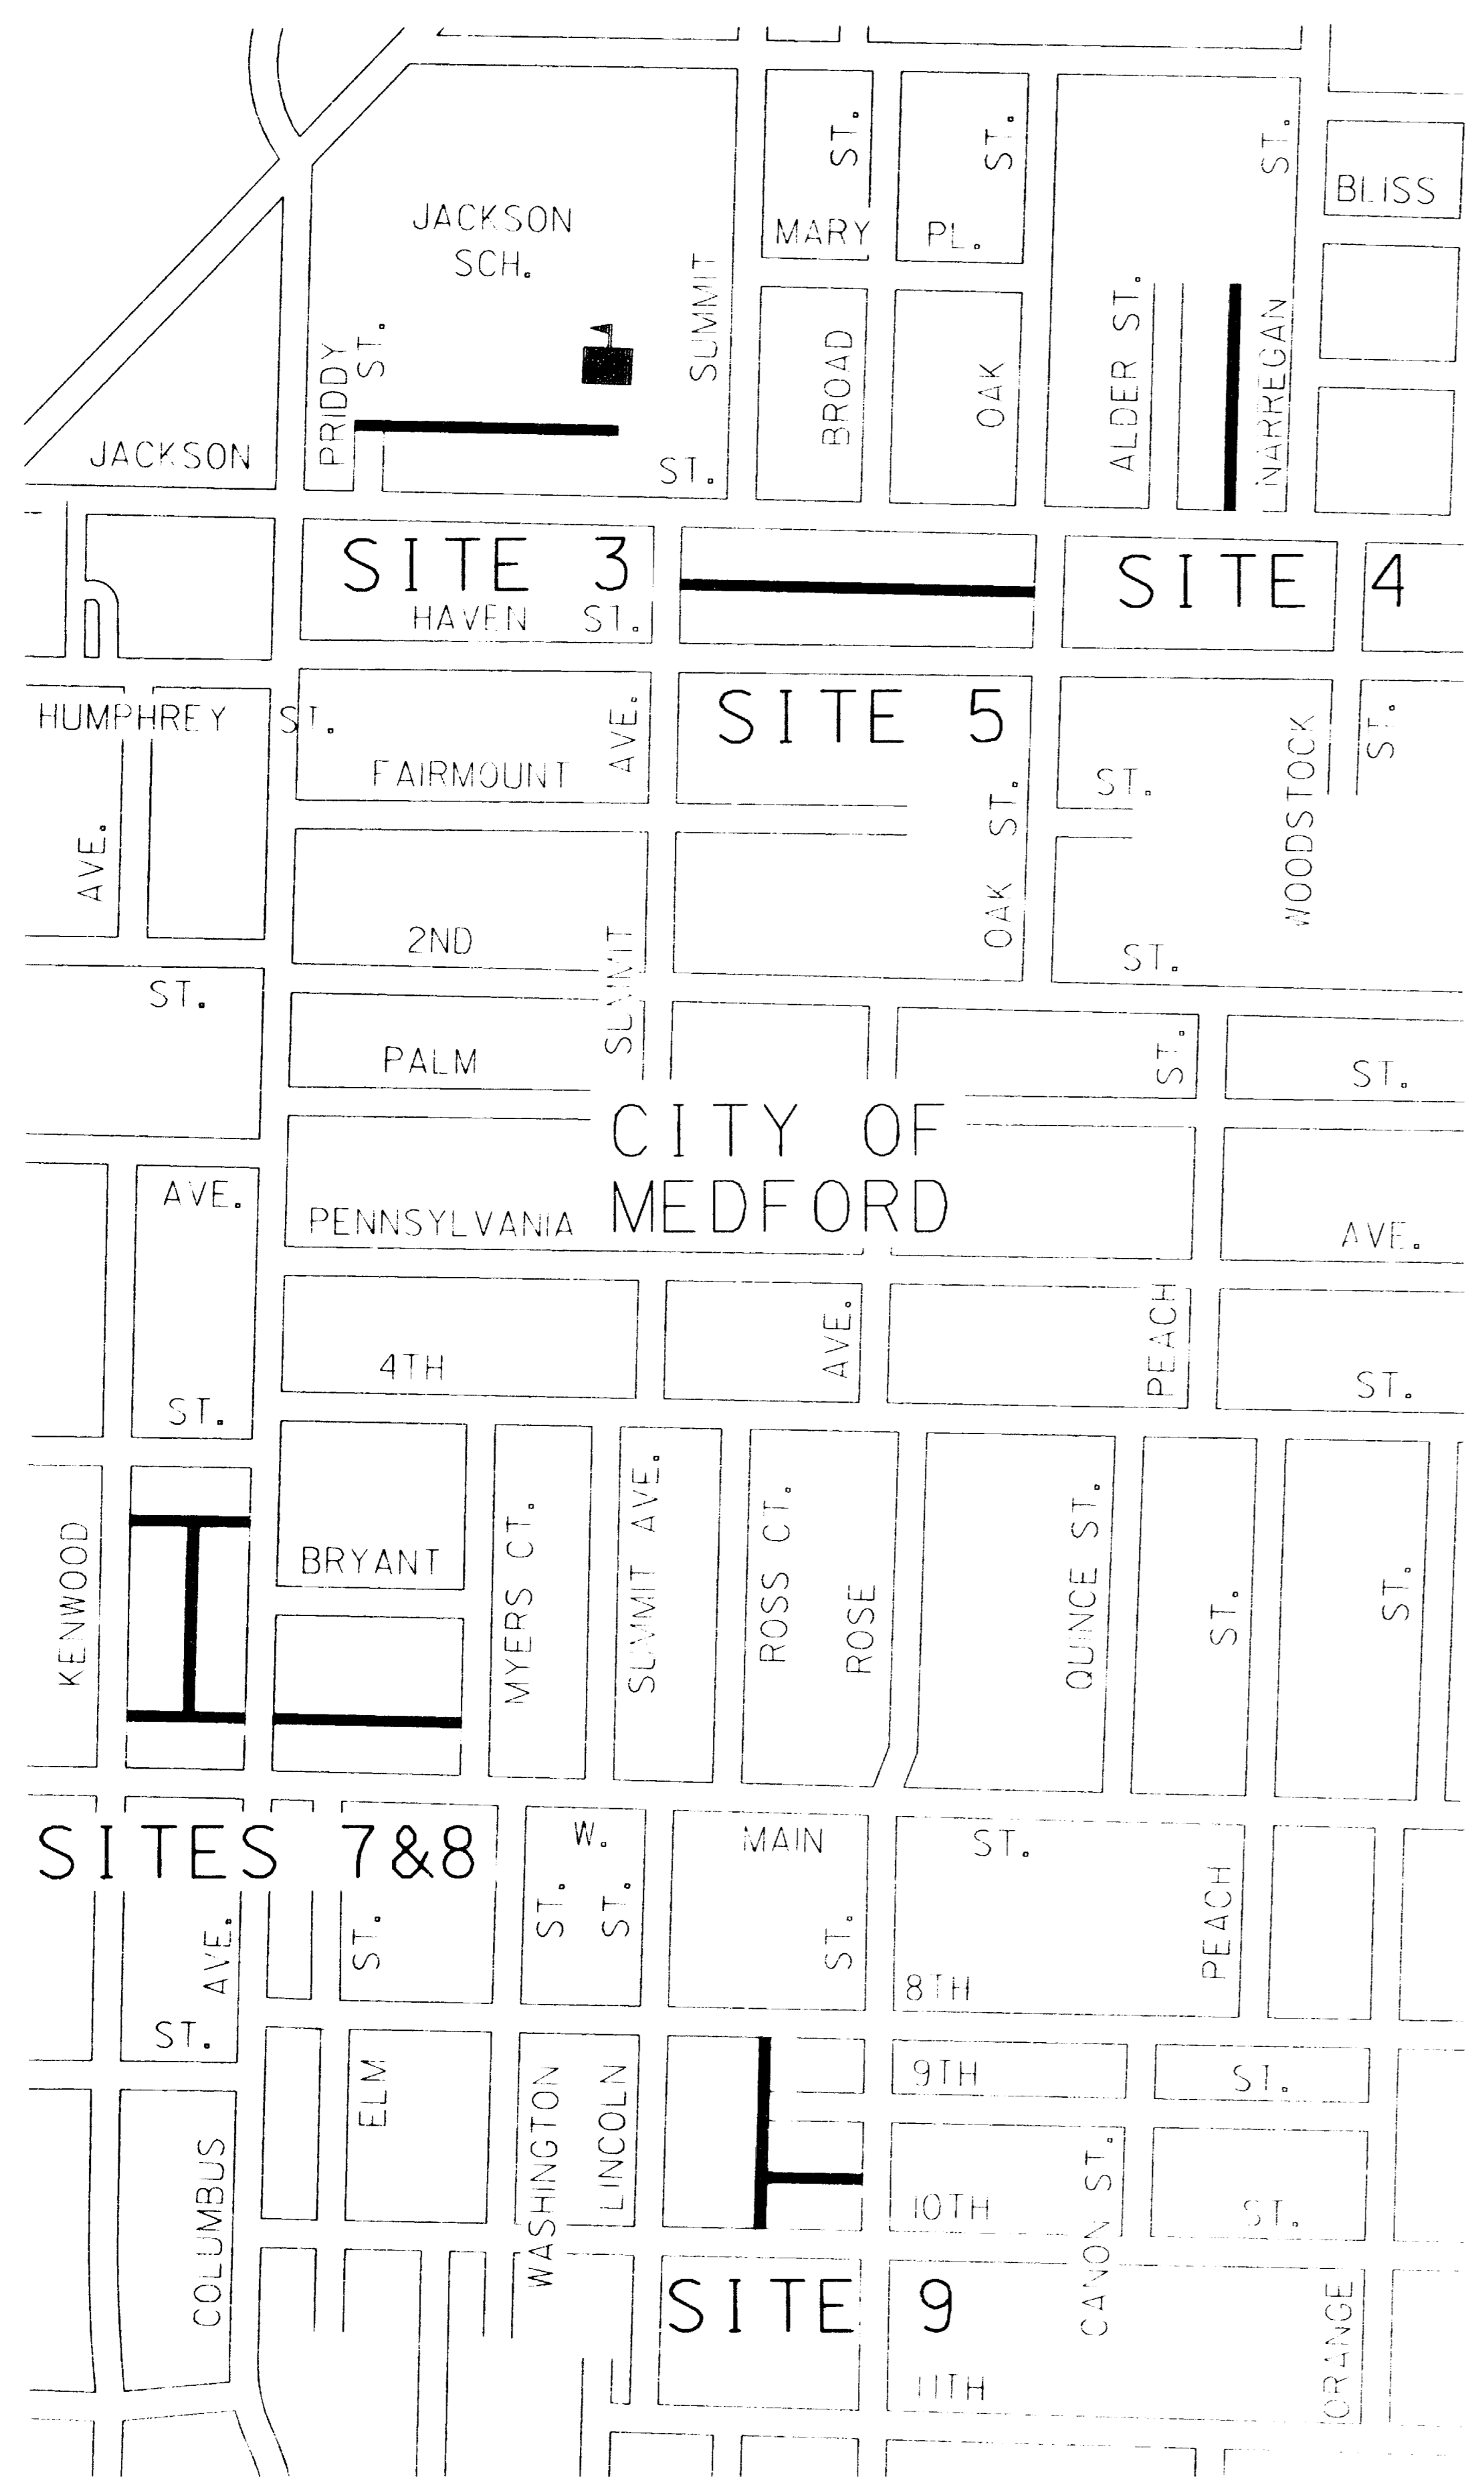 ST.
ST.
ST.
BLISS
JACKSON
SCH.
MARY
PL.
SUMMIT
PRIDDY
ST.
BROAD
OAK
ALDER ST.
NARREGAN
JACKSON
ST.
SITE 3
SITE 4
HAVEN ST.
HUMPHREY ST.
AVE.
SITE 5
ST.
WOODSTOCK
FAIRMOUNT
ST.
AVE.
OAK ST.
2ND
ST.
SUMMIT
ST.
PALM
ST.
ST.
CITY OF
MEDFORD
AVE.
PENNSYLVANIA
AVE.
4TH
AVE.
PEACH
ST.
ST.
KENWOOD
BRYANT
MYERS CT.
SUMMIT AVE.
ROSS CT.
ROSE
QUINCE ST.
ST.
ST.
SITES 7&8
W.
MAIN
ST.
AVE.
ST.
ST.
ST.
ST.
PEACH
8TH
ST.
ELM
WASHINGTON
LINCOLN
9TH
ST.
COLUMBUS
10TH
CANON ST.
ST.
SITE 9
ORANGE
11TH